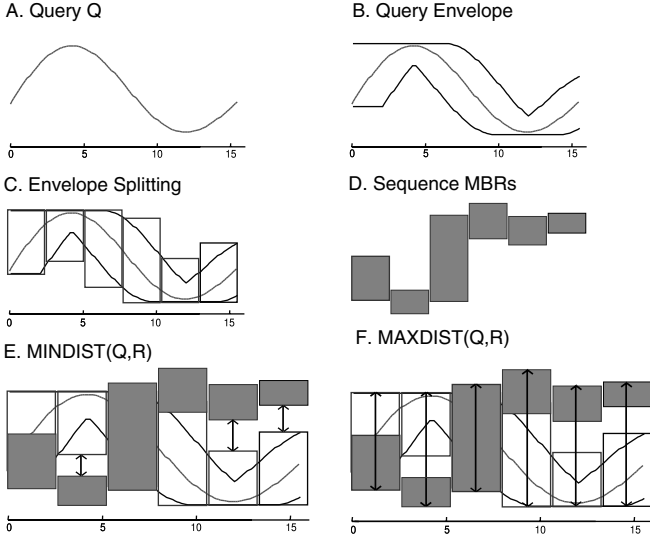 A. Query Q
B. Query Envelope
0 5 10 15
0 5 10 15
C. Envelope Splitting
D. Sequence MBRs
0 5 10 15
E. MINDIST(Q,R)
F. MAXDIST(Q,R)
0 5 10 15
0 5 10 15